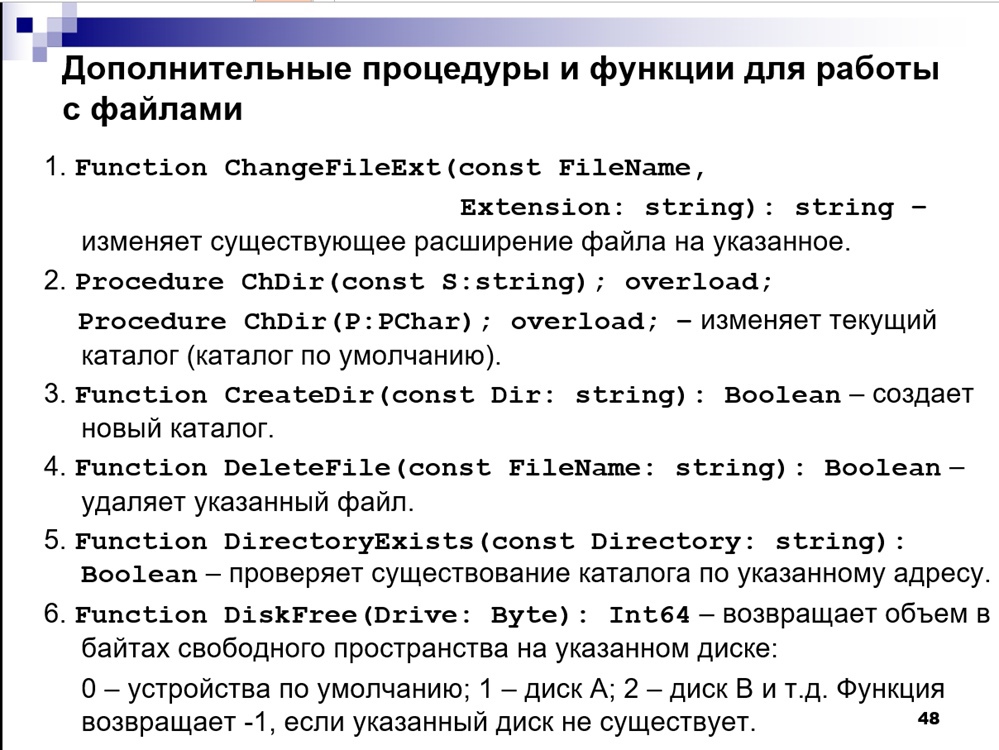 Дополнительные процедуры и функции для работы
с файлами
1. Function ChangeFileExt(const FileName,
Extension: string): string –
изменяет существующее расширение файла на указанное.
2. Procedure ChDir(const S:string); overload;
Procedure ChDir(P:PChar); overload; – изменяет текущий
каталог (каталог по умолчанию).
3. Function CreateDir(const Dir: string): Boolean – создает
новый каталог.
4. Function DeleteFile(const FileName: string): Boolean –
удаляет указанный файл.
5. Function DirectoryExists(const Directory: string):
Boolean – проверяет существование каталога по указанному адресу.
6. Function DiskFree(Drive: Byte): Int64 – возвращает объем в
байтах свободного пространства на указанном диске:
0 – устройства по умолчанию; 1 – диск A; 2 – диск B и т.д. Функция
возвращает -1, если указанный диск не существует.
48